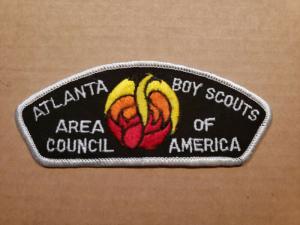 ATLANTA BOY SCOUTS
AREA OF
COUNCIL AMERICA